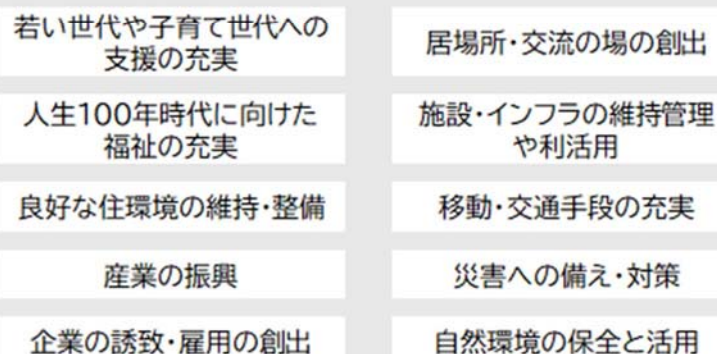 若い世代や子育て世代への
支援の充実
人生100年時代に向けた
福祉の充実
良好な住環境の維持・整備
産業の振興
企業の誘致・雇用の創出
居場所・交流の場の創出
施設・インフラの維持管理
や利活用
移動・交通手段の充実
災害への備え・対策
自然環境の保全と活用